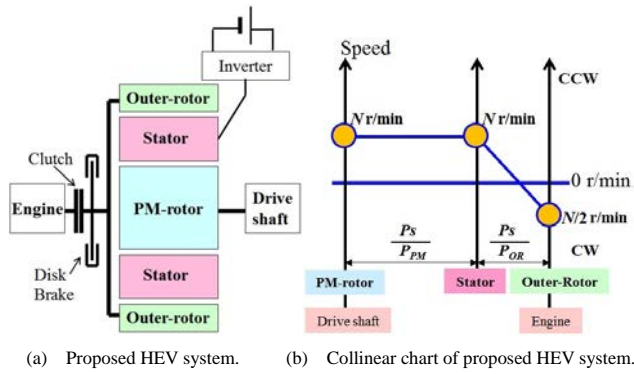 Inverter
Outer-rotor
Stator
Clutch
Engine
PM-rotor
Drive
shaft
Disk
Brake
Stator
Outer-rotor
(a) Proposed HEV system.
Speed
CCW
N r/min
N r/min
0 r/min
N/2 r/min
Ps
P_PM
Ps
P_OR
CW
PM-rotor
Stator
Outer-Rotor
Drive shaft
Engine
(b) Collinear chart of proposed HEV system.